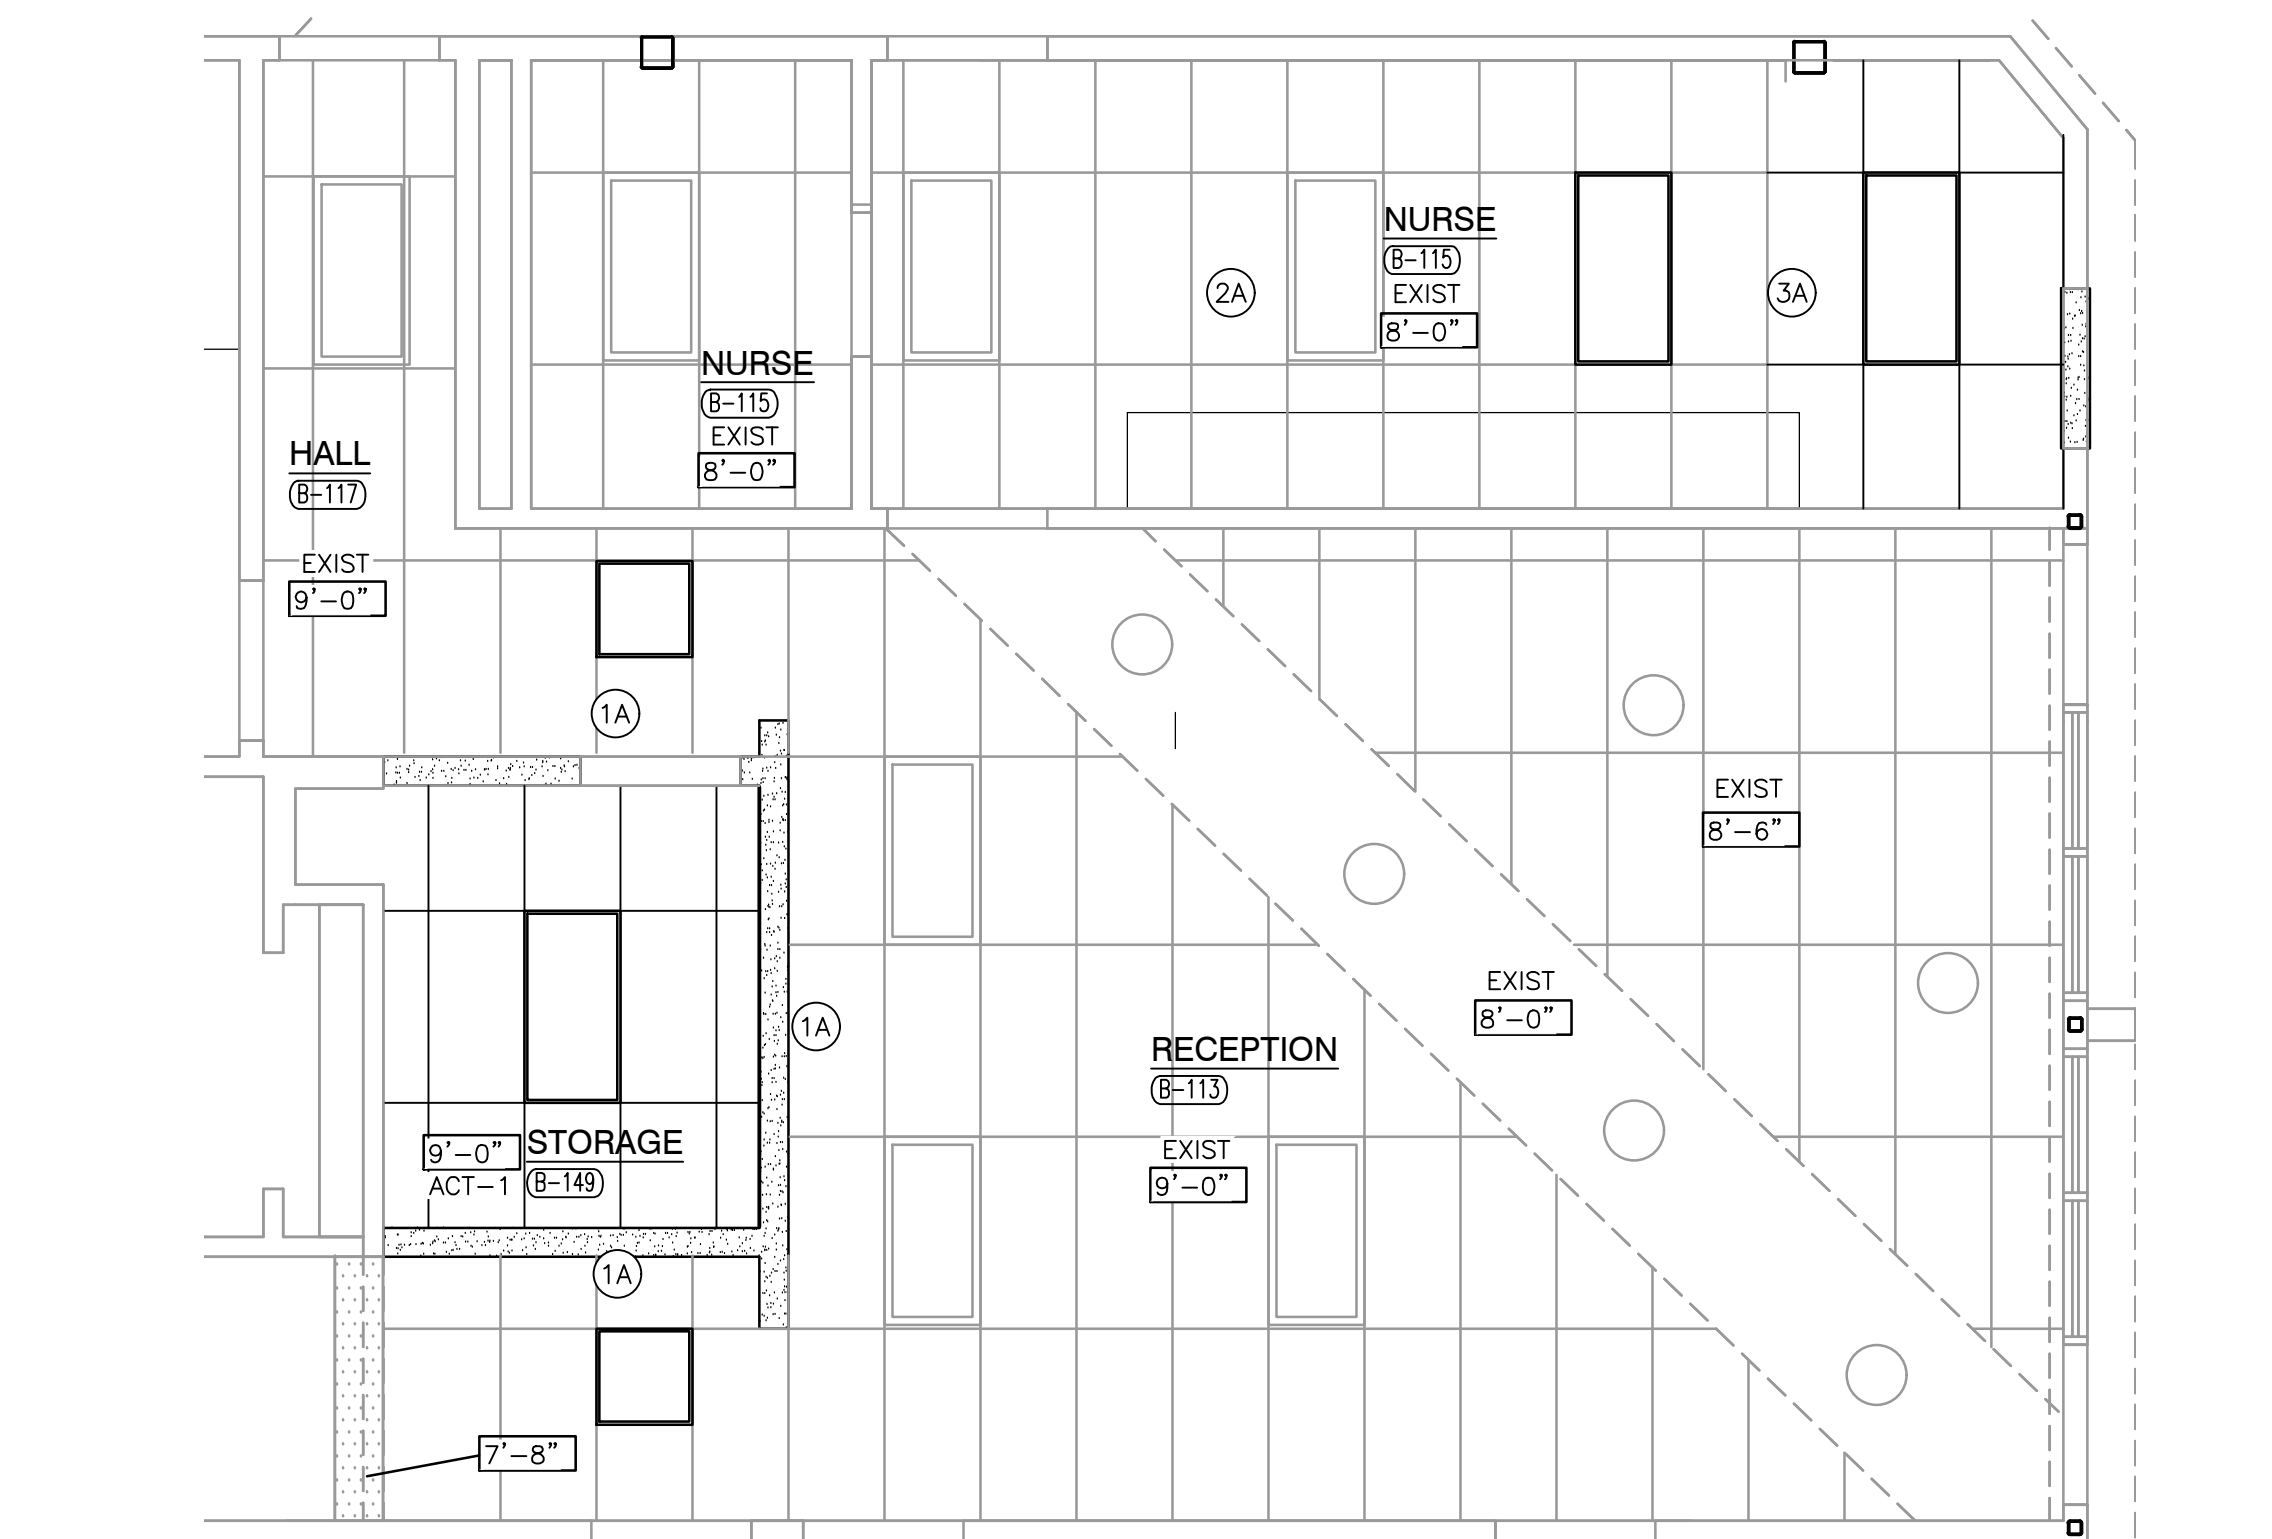 NURSE
B-115
EXIST
8'-0"
2A
3A
NURSE
B-115
EXIST
8'-0"
HALL
B-117
EXIST
9'-0"
1A
EXIST
8'-6"
EXIST
8'-0"
1A
RECEPTION
B-113
EXIST
9'-0"
9'-0"
ACT-1
STORAGE
B-149
1A
7'-8"